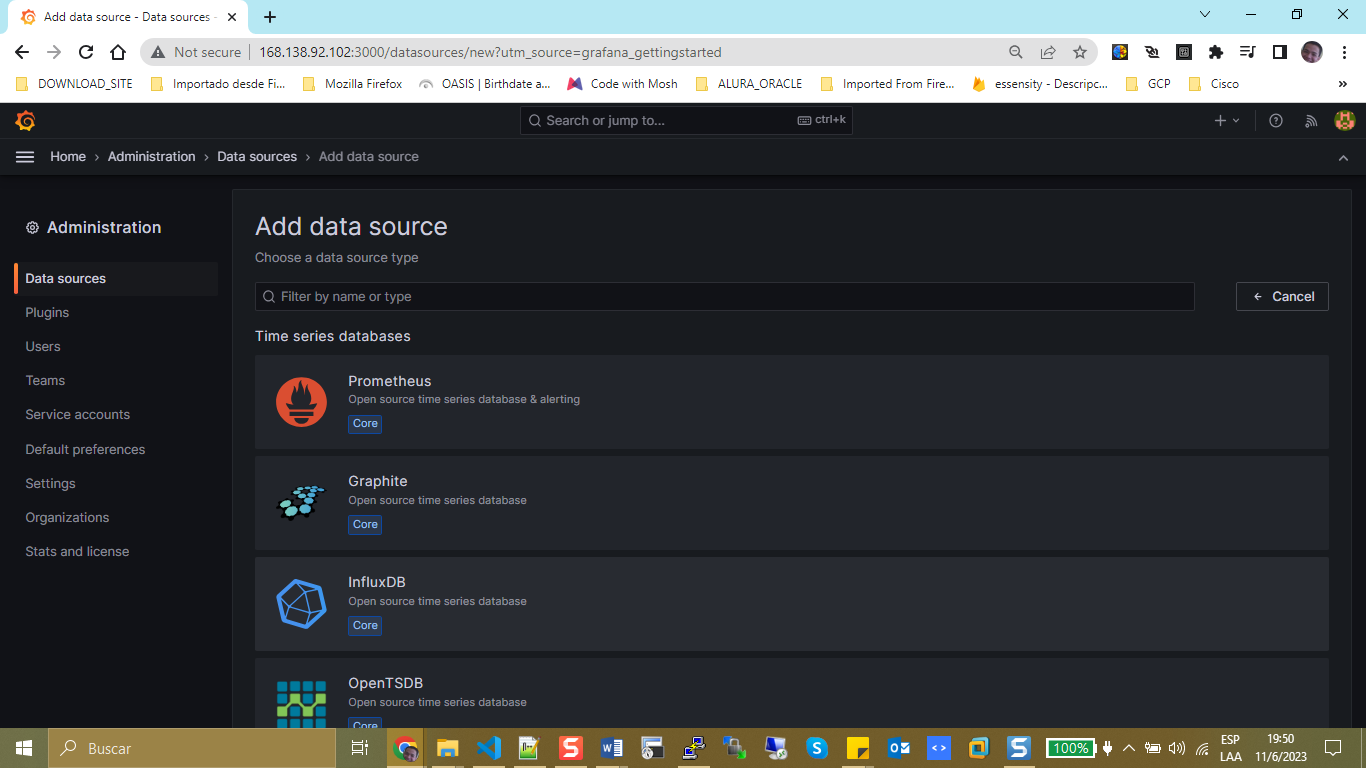 Add data source - Data sources -
Not secure 168.138.92.102:3000/datasources/new?utm_source=grafana_gettingstarted
DOWNLOAD_SITE Importado desde Fi... Mozilla Firefox OASIS | Birthdate a... Code with Mosh ALURA_ORACLE Imported From Fire... essensity - Descripc... GCP Cisco »
Search or jump to... ctrl+k
Home › Administration › Data sources › Add data source
Administration
Data sources
Plugins
Users
Teams
Service accounts
Default preferences
Settings
Organizations
Stats and license
Add data source
Choose a data source type
Filter by name or type
Cancel
Time series databases
Prometheus
Open source time series database & alerting
Core
Graphite
Open source time series database
Core
InfluxDB
Open source time series database
Core
OpenTSDB
Open source time series database
Core
Buscar
100%
ESP
LAA
19:50
11/6/2023